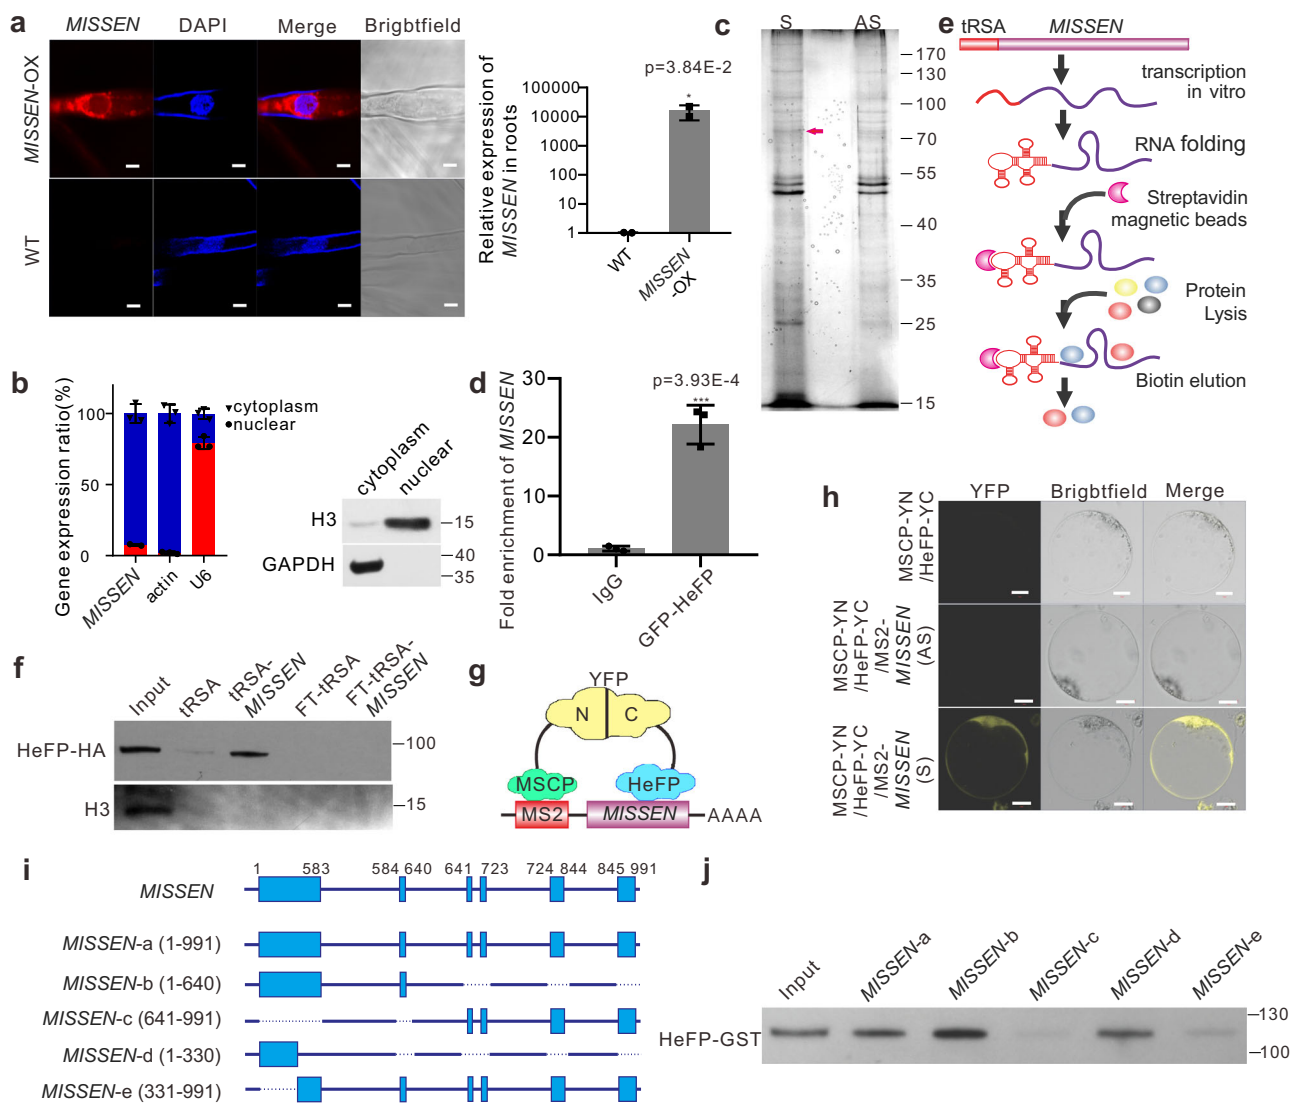 a
MISSEN
DAPI
Merge
Brigbtfield
MISSEN-OX
WT
Relative expression of
MISSEN in roots
100000
10000
1000
100
10
1
p=3.84E-2
*
WT
MISSEN
-OX
b
Gene expression ratio(%)
100
50
0
cytoplasm
nuclear
MISSEN
actin
U6
cytoplasm
nuclear
H3
GAPDH
15
40
35
c
S
AS
170
130
100
70
55
40
35
25
15
d
Fold enrichment of MISSEN
30
20
10
0
p=3.93E-4
***
IgG
GFP-HeFP
e
tRSA
MISSEN
transcription
in vitro
RNA folding
Streptavidin
magnetic beads
Protein
Lysis
Biotin elution
f
Input
tRSA
tRSA-
MISSEN
FT-tRSA
FT-tRSA-
MISSEN
HeFP-HA
100
H3
15
g
YFP
N
C
MSCP
HeFP
MS2
MISSEN
AAAA
h
YFP
Brigbtfield
Merge
MSCP-YN
/HeFP-YC
MSCP-YN
/HeFP-YC
/MS2-
MISSEN
(AS)
MSCP-YN
/HeFP-YC
/MS2-
MISSEN
(S)
i
1 583 584 640 641 723 724 844 845 991
MISSEN
MISSEN-a (1-991)
MISSEN-b (1-640)
MISSEN-c (641-991)
MISSEN-d (1-330)
MISSEN-e (331-991)
j
Input
MISSEN-a
MISSEN-b
MISSEN-c
MISSEN-d
MISSEN-e
HeFP-GST
130
100